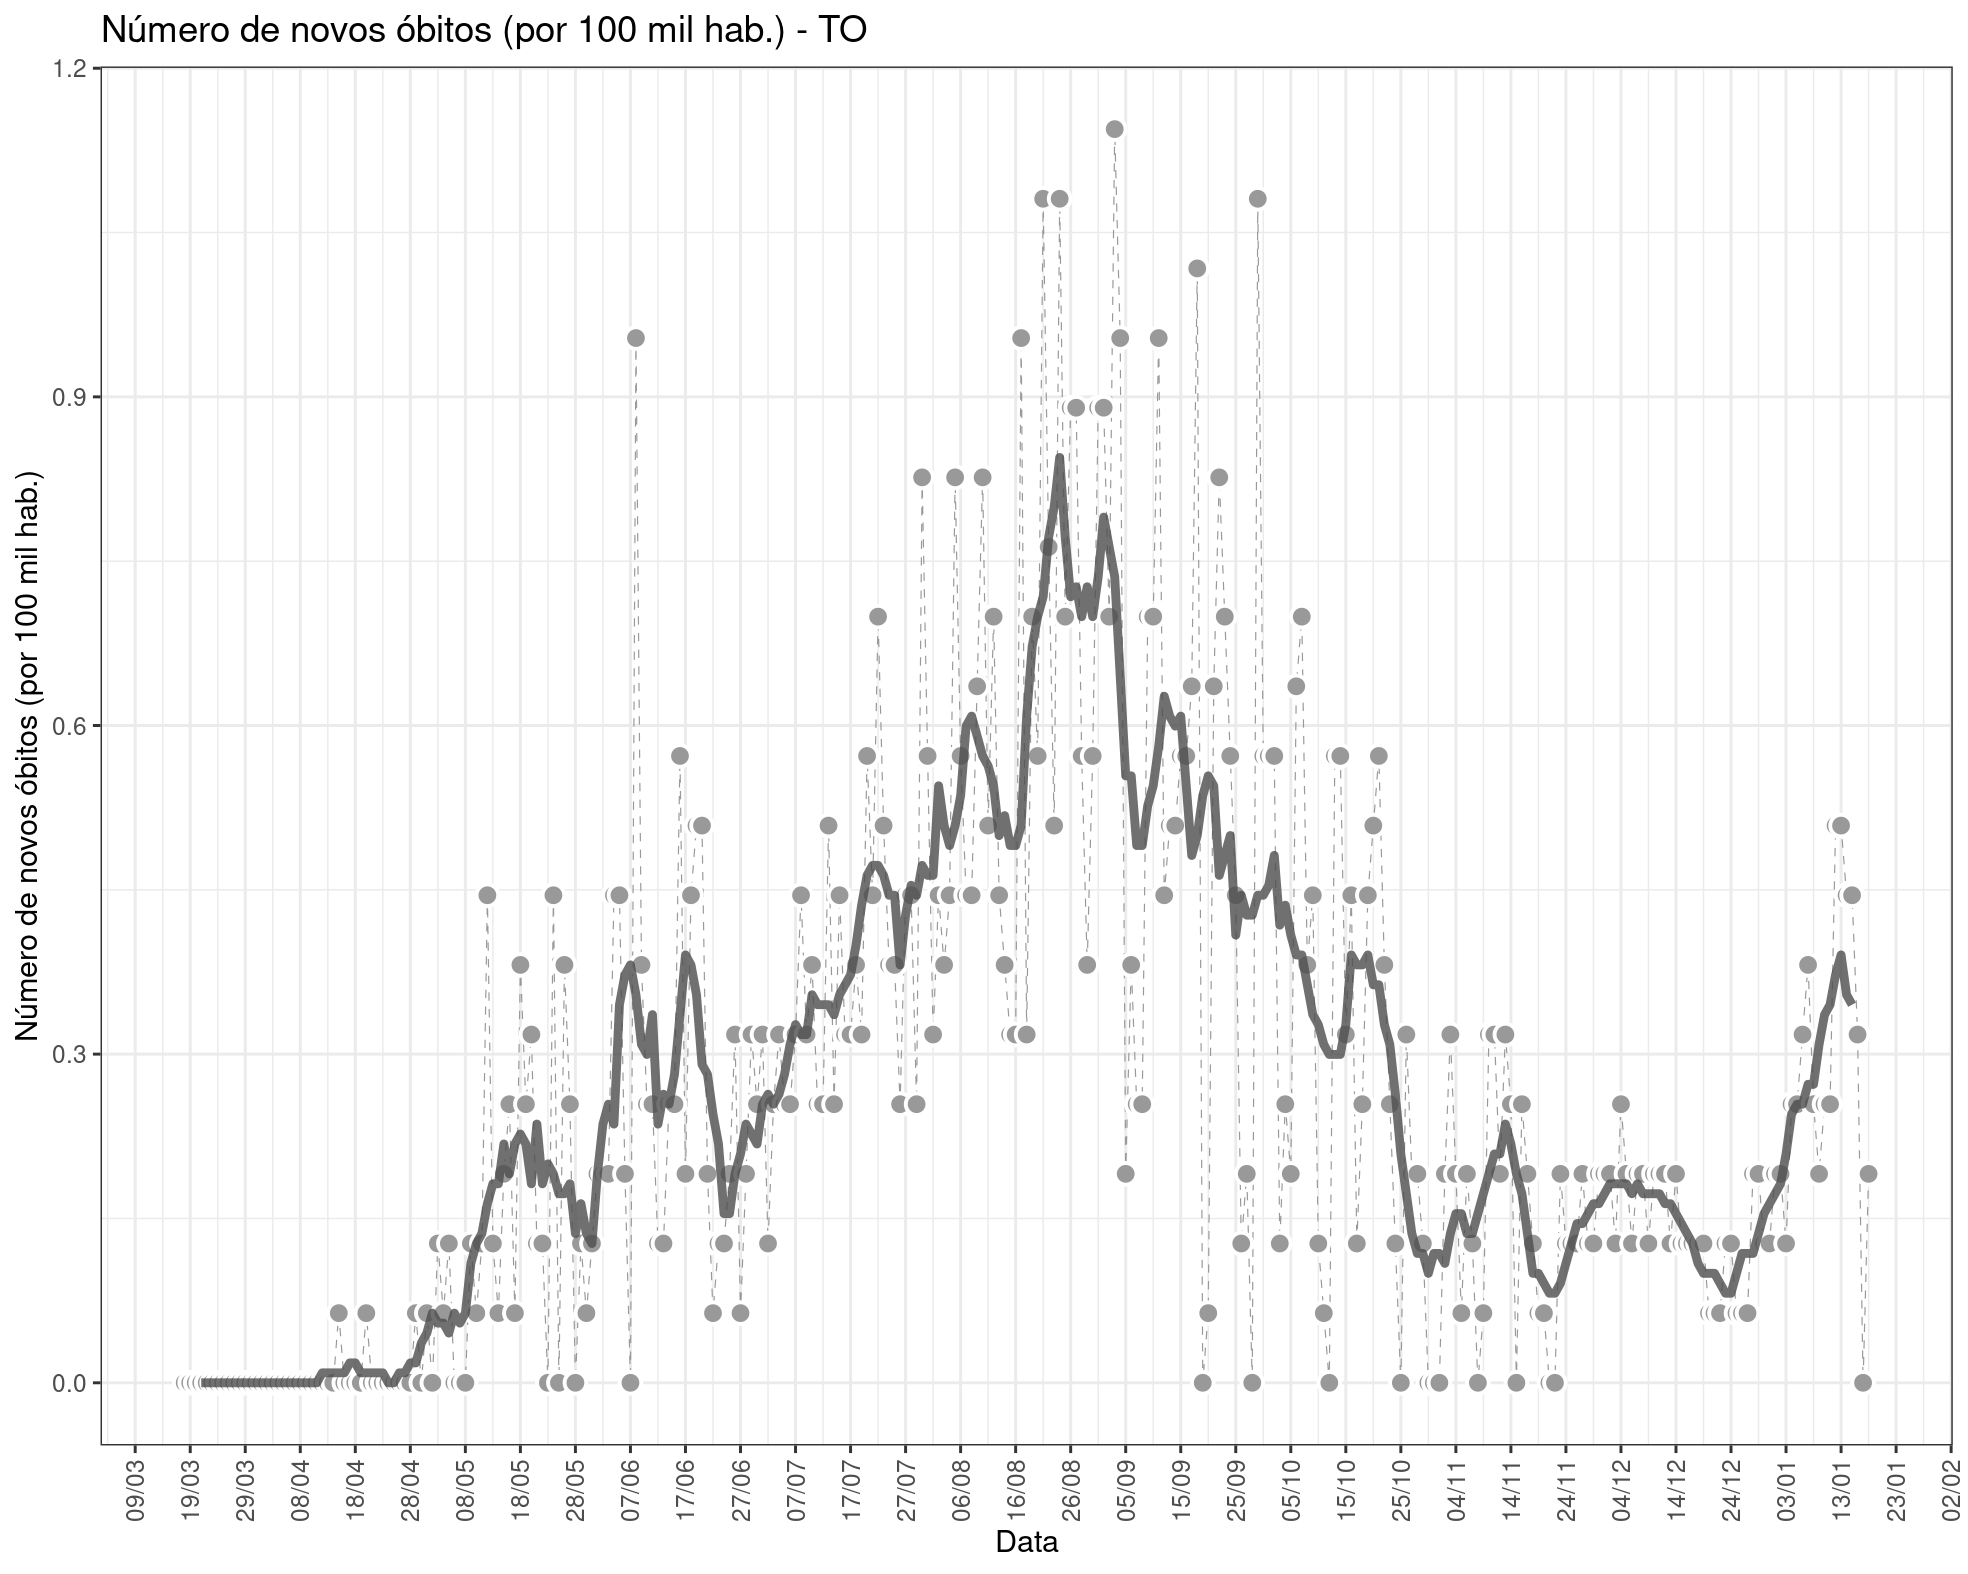 Número de novos óbitos (por 100 mil hab.) - TO
Número de novos óbitos (por 100 mil hab.)
1.2
0.9
0.6
0.3
0.0
09/03 19/03 29/03 08/04 18/04 28/04 08/05 18/05 28/05 07/06 17/06 27/06 07/07 17/07 27/07 06/08 16/08 26/08 05/09 15/09 25/09 05/10 15/10 25/10 04/11 14/11 24/11 04/12 14/12 24/12 03/01 13/01 23/01 02/02
Data